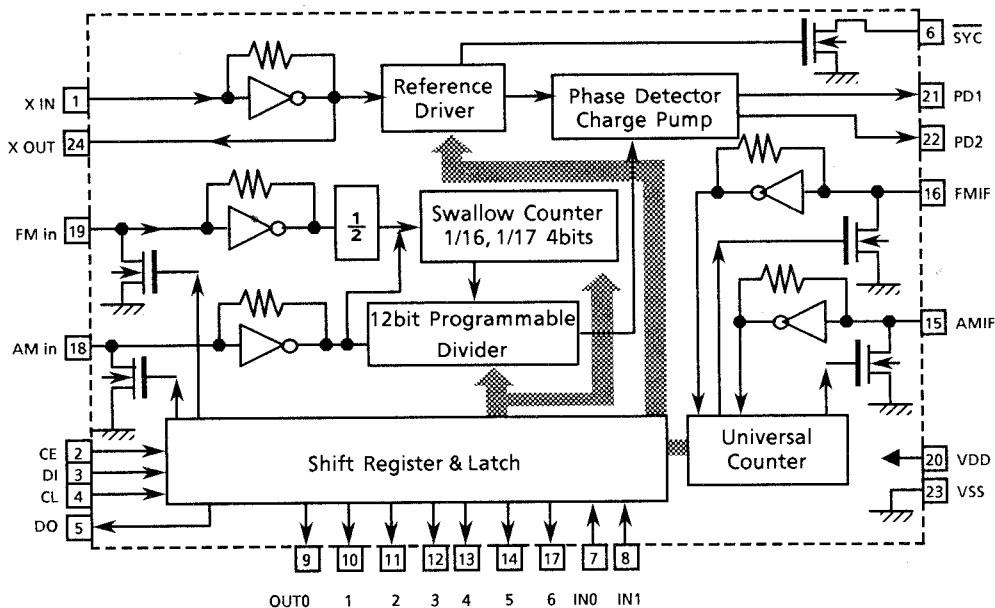 6 SYC
X IN 1
Reference
Driver
Phase Detector
Charge Pump
21 PD1
X OUT 24
22 PD2
16 FMIF
FM in 19
1
2
Swallow Counter
1/16, 1/17 4bits
12bit Programmable
Divider
15 AMIF
AM in 18
CE 2
DI 3
CL 4
DO 5
Shift Register & Latch
Universal
Counter
20 VDD
23 VSS
9 10 11 12 13 14 17 7 8
OUT0 1 2 3 4 5 6 IN0 IN1